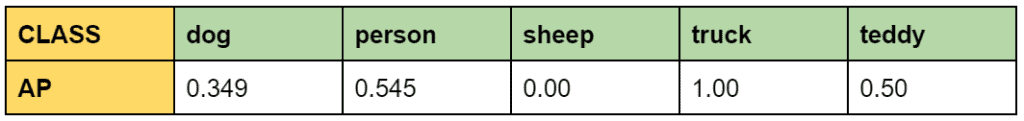 CLASS dog person sheep truck teddy
AP 0.349 0.545 0.00 1.00 0.50